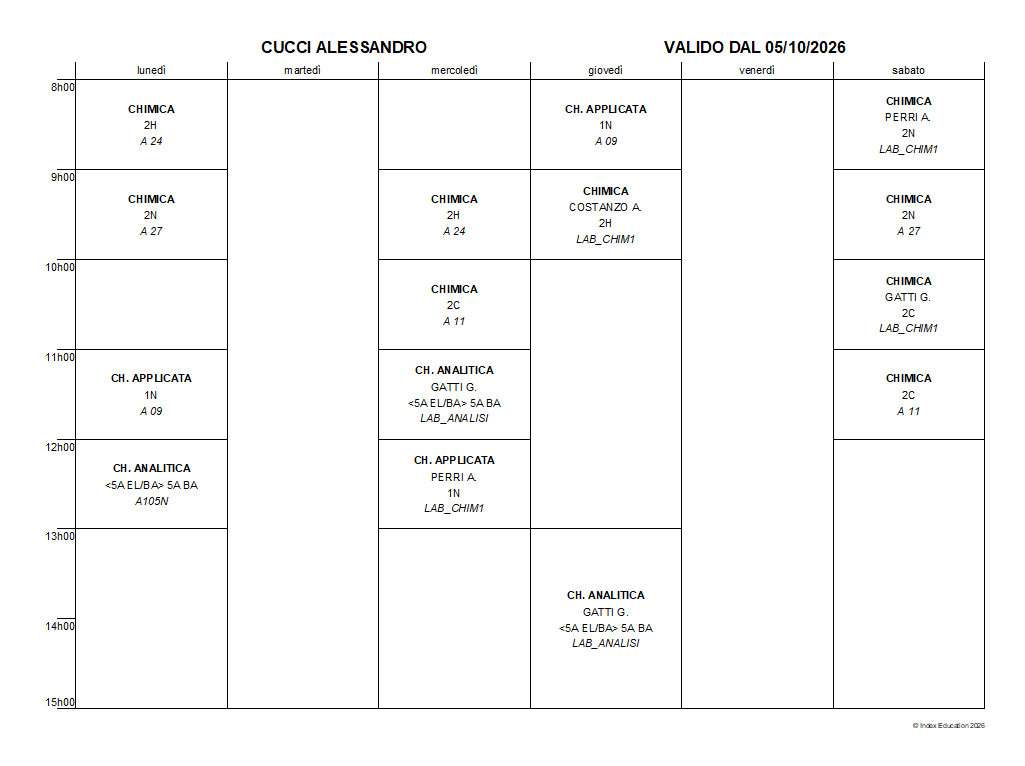 CUCCI ALESSANDRO
VALIDO DAL 05/10/2026
lunedì
martedì
mercoledì
giovedì
venerdì
sabato
8h00
CHIMICA
2H
A 24
CH. APPLICATA
1N
A 09
CHIMICA
PERRI A.
2N
LAB_CHIM1
9h00
CHIMICA
2N
A 27
CHIMICA
2H
A 24
CHIMICA
COSTANZO A.
2H
LAB_CHIM1
CHIMICA
2N
A 27
10h00
CHIMICA
2C
A 11
CHIMICA
GATTI G.
2C
LAB_CHIM1
11h00
CH. APPLICATA
1N
A 09
CH. ANALITICA
GATTI G.
<5A EL/BA> 5A BA
LAB_ANALISI
CHIMICA
2C
A 11
12h00
CH. ANALITICA
<5A EL/BA> 5A BA
A105N
CH. APPLICATA
PERRI A.
1N
LAB_CHIM1
13h00
CH. ANALITICA
GATTI G.
<5A EL/BA> 5A BA
LAB_ANALISI
14h00
15h00
© Index Education 2026